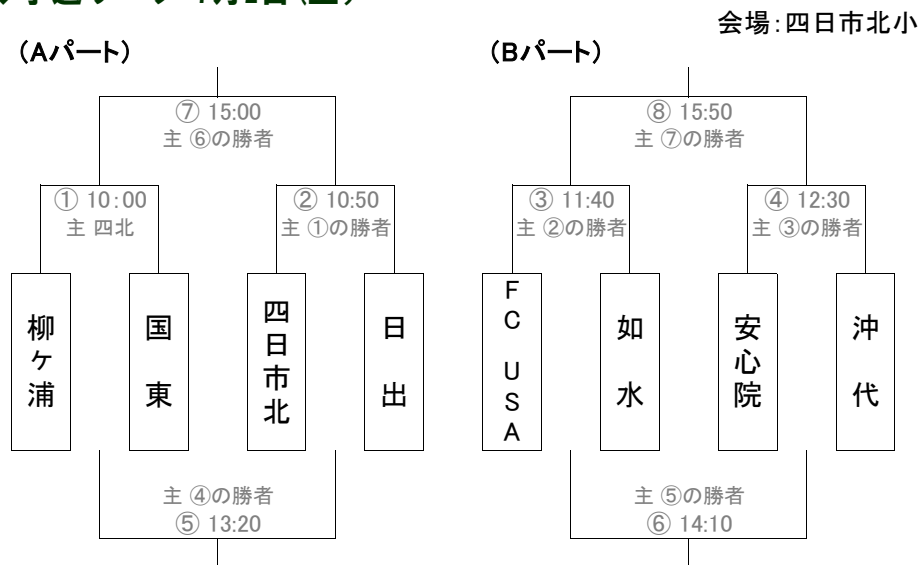 会場:四日市北小
(Aパート)
(Bパート)
⑦ 15:00
主 ⑥の勝者
⑧ 15:50
主 ⑦の勝者
① 10:00
主 四北
② 10:50
主 ①の勝者
③ 11:40
主 ②の勝者
④ 12:30
主 ③の勝者
柳ヶ浦
国東
四日市北
日出
FC USA
如水
安心院
沖代
主 ④の勝者
⑤ 13:20
主 ⑤の勝者
⑥ 14:10